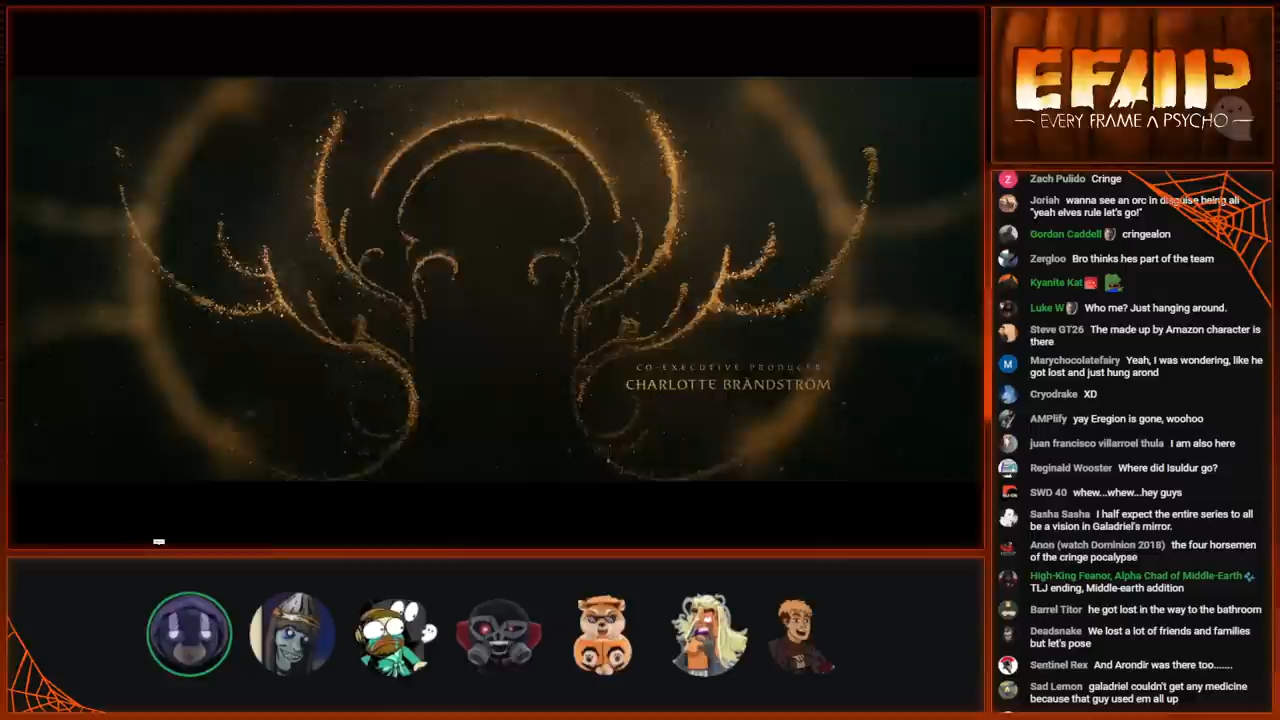 CO-EXECUTIVE PRODUCER
CHARLOTTE BRÄNDSTRÖM
EFAP
EVERY FRAME A PSYCHO
Z
Zach Pulido Cringe
Joriah wanna see an orc in disguise being all
"yeah elves rule let's go!"
Gordon Caddell cringealon
Zergloo Bro thinks hes part of the team
Kyanite Kat
Luke W Who me? Just hanging around.
Steve GT26 The made up by Amazon character is
there
M
Marychocolatefairy Yeah, I was wondering, like he
got lost and just hung arond
Cryodrake XD
AMPlify yay Eregion is gone, woohoo
juan francisco villarroel thula I am also here
Reginald Wooster Where did Isuldur go?
SWD 40 whew...whew...hey guys
Sasha Sasha I half expect the entire series to all
be a vision in Galadriel's mirror.
Anon (watch Dominion 2018) the four horsemen
of the cringe pocalypse
High-King Feanor, Alpha Chad of Middle-Earth
TLJ ending, Middle-earth addition
Barrel Titor he got lost in the way to the bathroom
Deadsnake We lost a lot of friends and families
but let's pose
Sentinel Rex And Arondir was there too.......
Sad Lemon galadriel couldn't get any medicine
because that guy used em all up